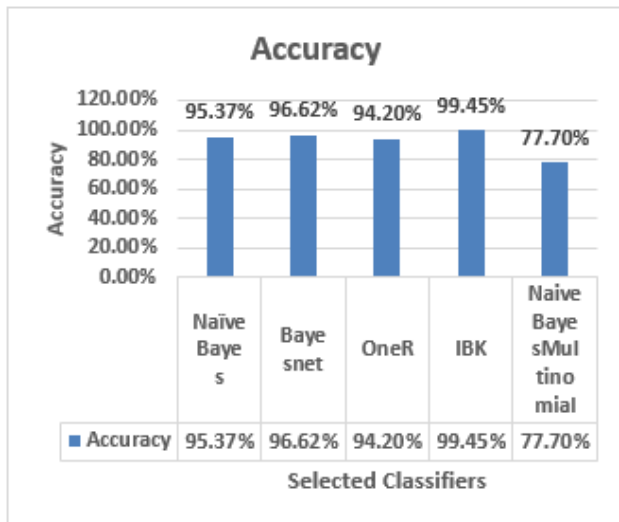 Accuracy
120.00%
100.00%
80.00%
60.00%
40.00%
20.00%
0.00%
Accuracy
95.37% 96.62% 94.20% 99.45% 77.70%
Naïve
Baye
s
Baye
snet
OneR
IBK
Naive
Baye
sMul
tino
mial
Accuracy 95.37% 96.62% 94.20% 99.45% 77.70%
Selected Classifiers